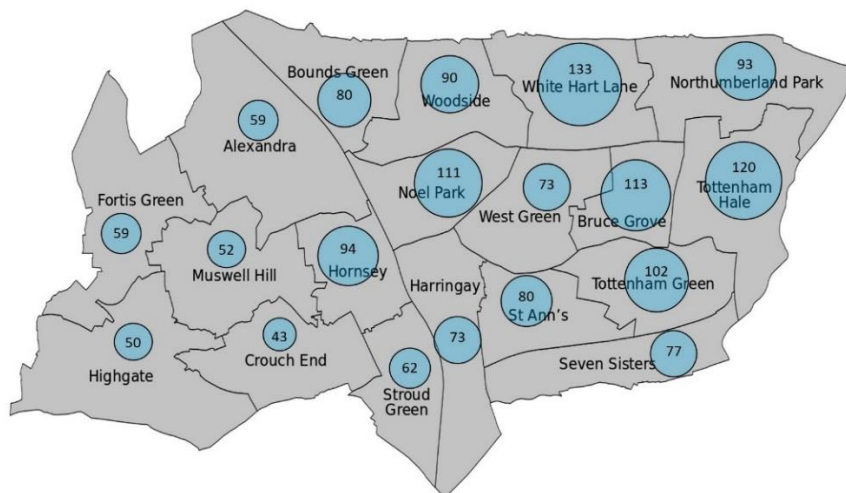 Bounds Green
80
90
Woodside
133
White Hart Lane
93
Northumberland Park
59
Alexandra
111
Noel Park
73
West Green
113
Bruce Grove
120
Tottenham
Hale
Fortis Green
59
52
Muswell Hill
94
Hornsey
Harringay
73
80
St Ann's
102
Tottenham Green
50
Highgate
43
Crouch End
62
Stroud
Green
Seven Sisters
77